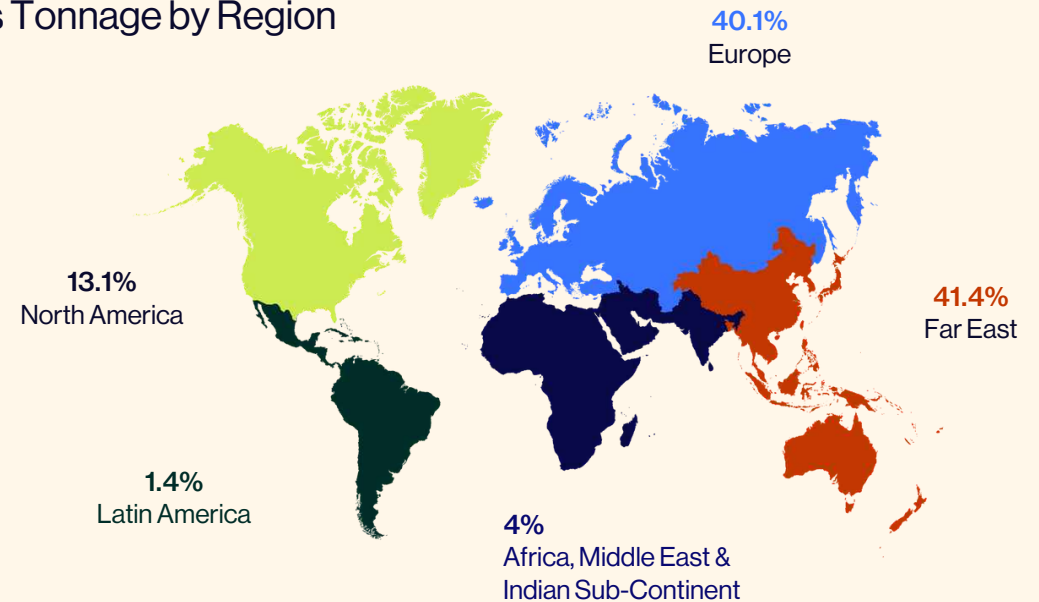 s Tonnage by Region
40.1%
Europe
13.1%
North America
41.4%
Far East
1.4%
Latin America
4%
Africa, Middle East &
Indian Sub-Continent